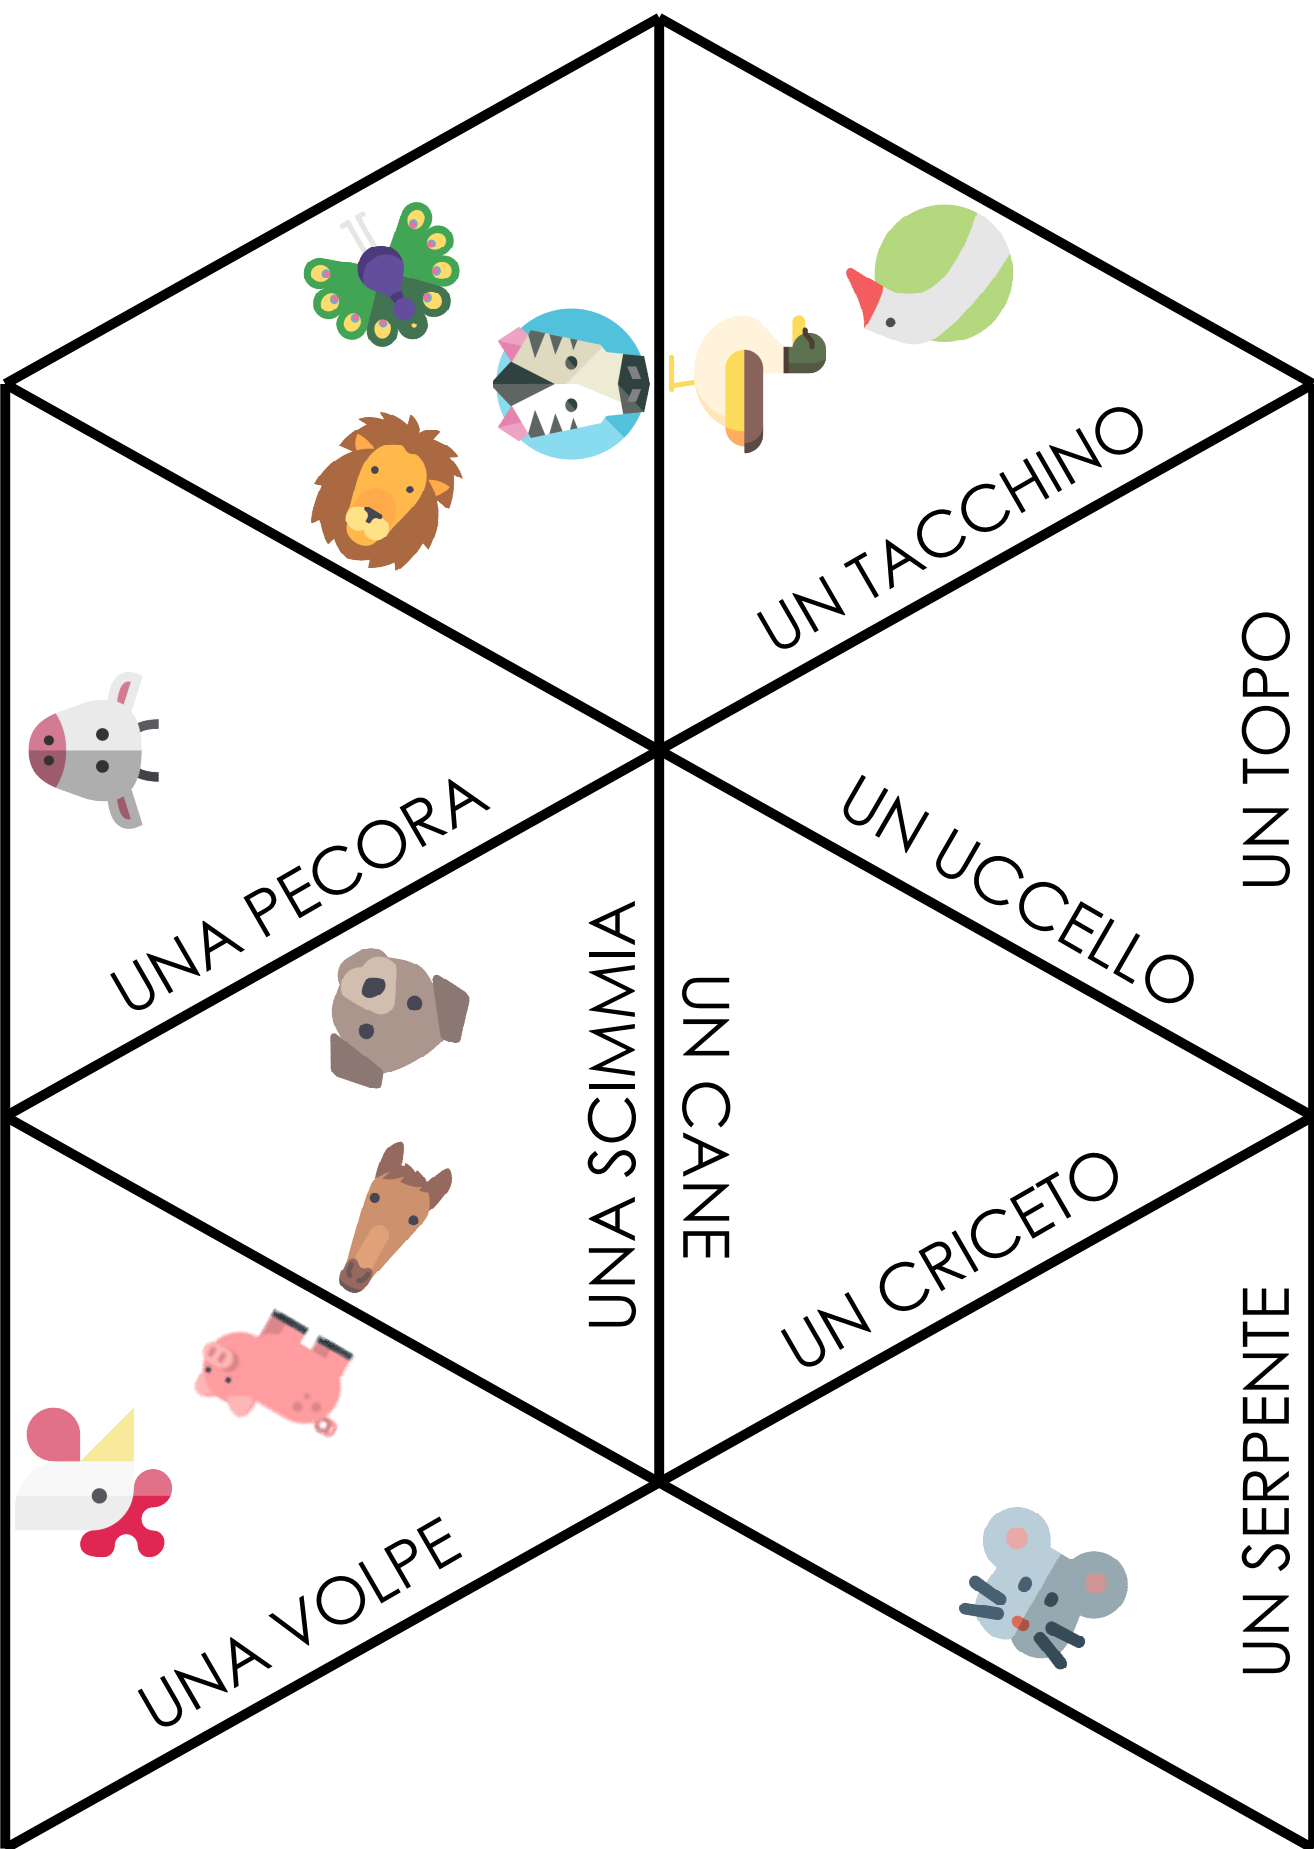 UN TACCHINO
UN TOPO
UN UCCELLO
UNA PECORA
UNA SCIMMIA
UN CANE
UN CRICETO
UN SERPENTE
UNA VOLPE